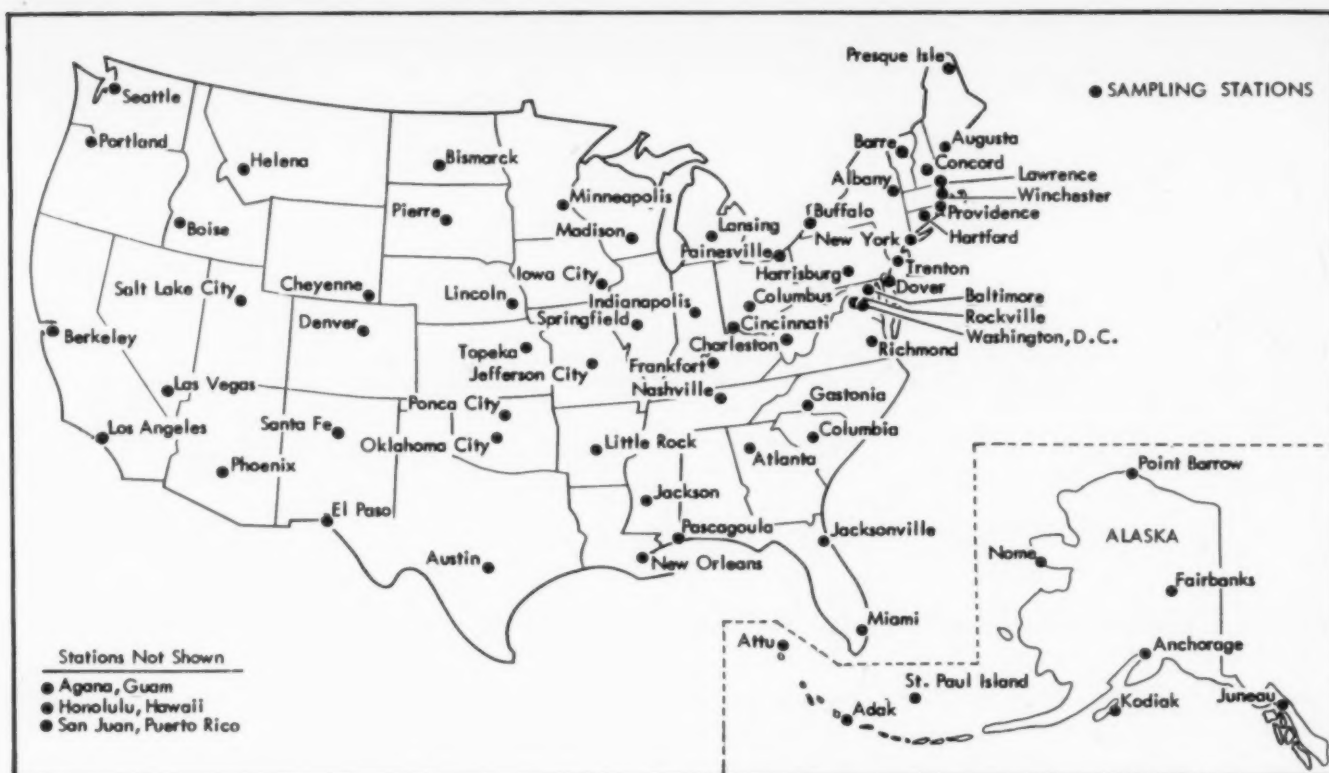 Presque Isle
● SAMPLING STATIONS
Seattle
Portland
Helena
Bismarck
Barre
Augusta
Concord
Lawrence
Albany
Winchester
Minneapolis
Pierre
Boise
Madison
Lansing
Buffalo
Providence
New York
Hartford
Painesville
Trenton
Harrisburg
Dover
Iowa City
Salt Lake City
Cheyenne
Lincoln
Indianapolis
Columbus
Baltimore
Rockville
Denver
Springfield
Cincinnati
Washington, D.C.
Berkeley
Charleston
Richmond
Topeka
Jefferson City
Frankfort
Las Vegas
Nashville
Ponca City
Gastonia
Los Angeles
Santa Fe
Oklahoma City
Little Rock
Columbia
Atlanta
Phoenix
Point Barrow
Jackson
El Paso
Pascagoula
Jacksonville
ALASKA
Nome
Austin
New Orleans
Fairbanks
Miami
Attu
Anchorage
Stations Not Shown
● Agana, Guam
● Honolulu, Hawaii
● San Juan, Puerto Rico
St. Paul Island
Adak
Kodiak
Juneau